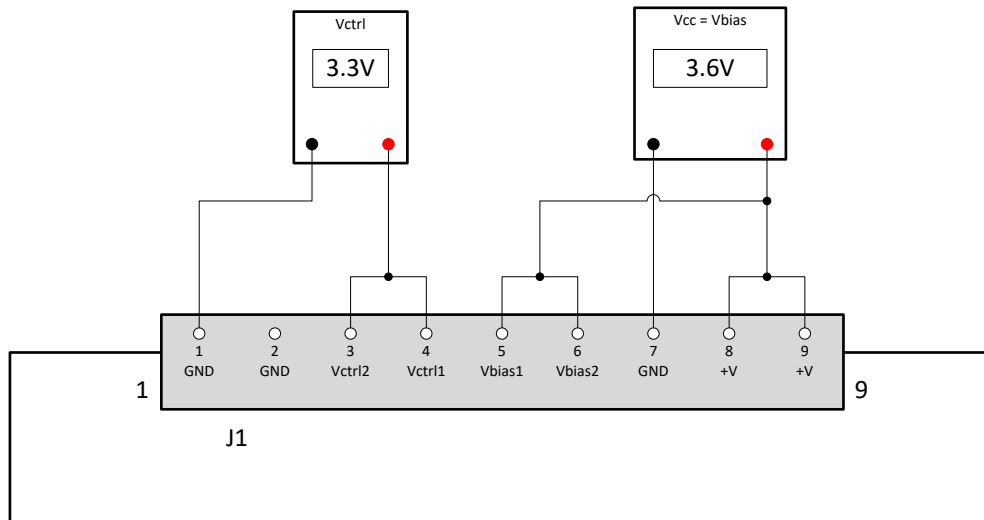 Vctrl
3.3V
Vcc = Vbias
3.6V
1
GND
2
GND
3
Vctrl2
4
Vctrl1
5
Vbias1
6
Vbias2
7
GND
8
+V
9
+V
1
9
J1